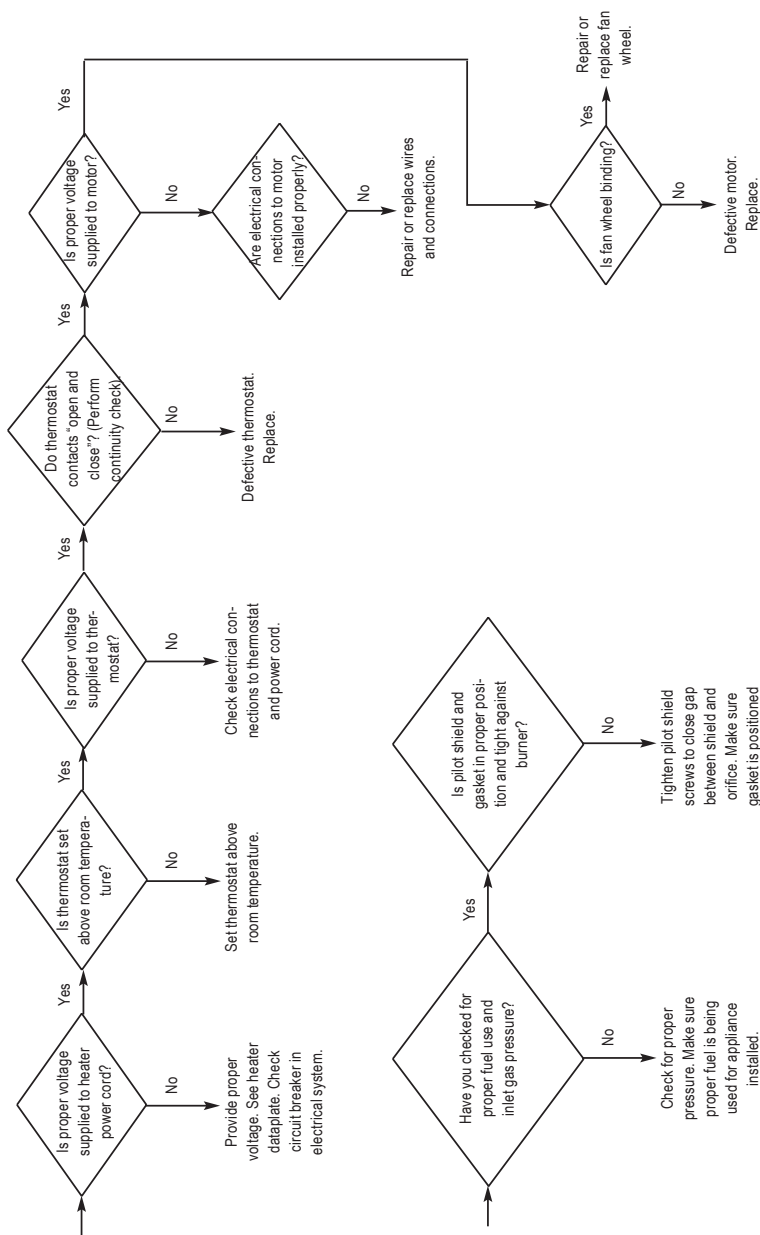 Is proper voltage
supplied to heater
power cord?
Yes
No
Provide proper
voltage. See heater
dataplate. Check
circuit breaker in
electrical system.
Is thermostat set
above room tempera-
ture?
Yes
No
Set thermostat above
room temperature.
Is proper voltage
supplied to ther-
mostat?
Yes
No
Check electrical con-
nections to thermostat
and power cord.
Do thermostat
contacts “open and
close”? (Perform
continuity check).
Yes
No
Defective thermostat.
Replace.
Is proper voltage
supplied to motor?
Yes
No
Are electrical con-
nections to motor
installed properly?
No
Repair or replace wires
and connections.
Is fan wheel binding?
Yes
Repair or
replace fan
wheel.
No
Defective motor.
Replace.
Have you checked for
proper fuel use and
inlet gas pressure?
Yes
No
Check for proper
pressure. Make sure
proper fuel is being
used for appliance
installed.
Is pilot shield and
gasket in proper posi-
tion and tight against
burner?
No
Tighten pilot shield
screws to close gap
between shield and
orifice. Make sure
gasket is positioned